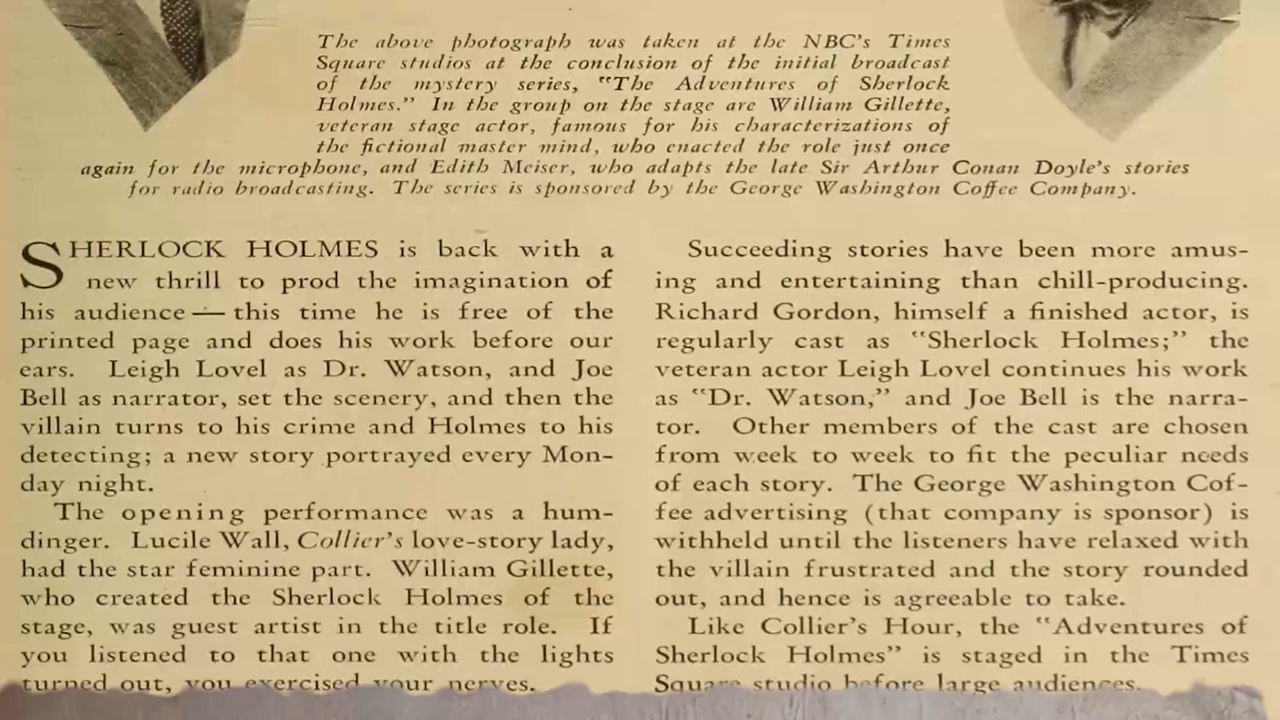 The above photograph was taken at the NBC's Times
Square studios at the conclusion of the initial broadcast
of the mystery series, "The Adventures of Sherlock
Holmes." In the group on the stage are William Gillette,
veteran stage actor, famous for his characterizations of
the fictional master mind, who enacted the role just once
again for the microphone, and Edith Meiser, who adapts the late Sir Arthur Conan Doyle's stories
for radio broadcasting. The series is sponsored by the George Washington Coffee Company.
SHERLOCK HOLMES is back with a
new thrill to prod the imagination of
his audience — this time he is free of the
printed page and does his work before our
ears. Leigh Lovel as Dr. Watson, and Joe
Bell as narrator, set the scenery, and then the
villain turns to his crime and Holmes to his
detecting; a new story portrayed every Mon-
day night.
The opening performance was a hum-
dinger. Lucile Wall, Collier's love-story lady,
had the star feminine part. William Gillette,
who created the Sherlock Holmes of the
stage, was guest artist in the title role. If
you listened to that one with the lights
turned out, you exercised your nerves.
Succeeding stories have been more amus-
ing and entertaining than chill-producing.
Richard Gordon, himself a finished actor, is
regularly cast as "Sherlock Holmes;" the
veteran actor Leigh Lovel continues his work
as "Dr. Watson," and Joe Bell is the narra-
tor. Other members of the cast are chosen
from week to week to fit the peculiar needs
of each story. The George Washington Cof-
fee advertising (that company is sponsor) is
withheld until the listeners have relaxed with
the villain frustrated and the story rounded
out, and hence is agreeable to take.
Like Collier's Hour, the "Adventures of
Sherlock Holmes" is staged in the Times
Square studio before large audiences.